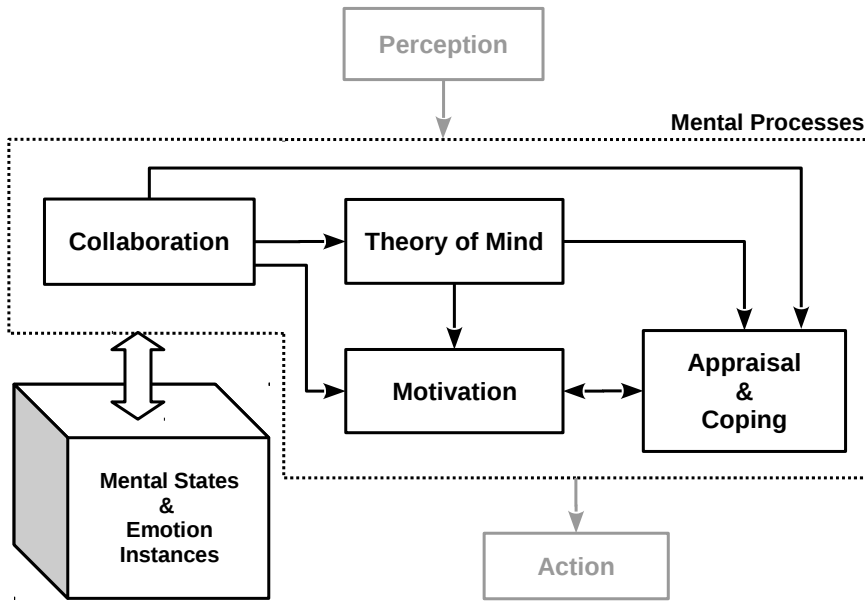 Perception
Mental Processes
Collaboration
Theory of Mind
Motivation
Appraisal
&
Coping
Mental States
&
Emotion
Instances
Action